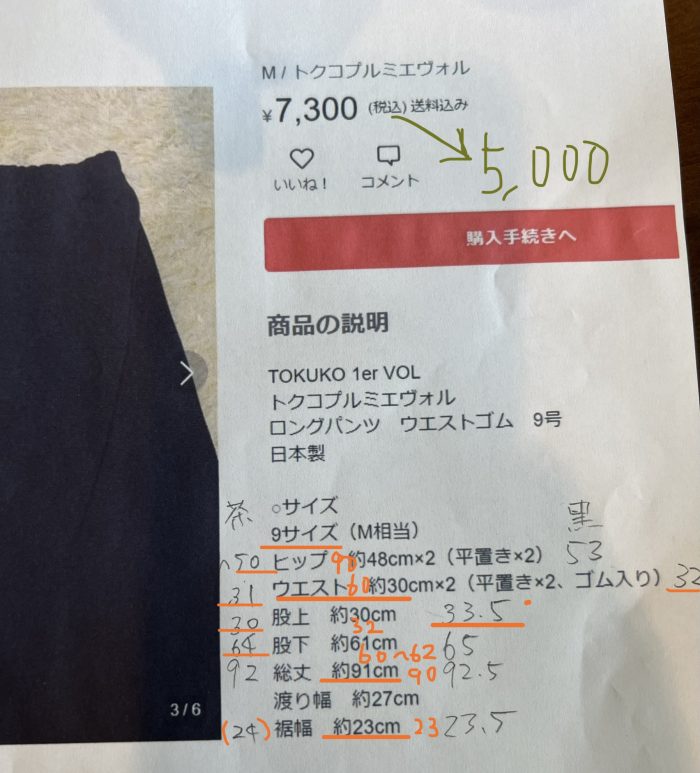 M / トクコプルミエヴォル
¥7,300 (税込) 送料込み
5,000
いいね! コメント
購入手続きへ
商品の説明
TOKUKO 1er VOL
トクコプルミエヴォル
ロングパンツ ウエストゴム 9号
日本製
茶 ○サイズ 黒
9サイズ(M相当)
~50 ヒップ 90 約48cm×2(平置き×2) 53
31 ウエスト 60 約30cm×2(平置き×2、ゴム入り) 32
30 股上 約30cm 32 33.5
64 股下 約61cm 60~62 65
92 総丈 約91cm 90 92.5
渡り幅 約27cm
(24) 裾幅 約23cm 23 23.5
3/6